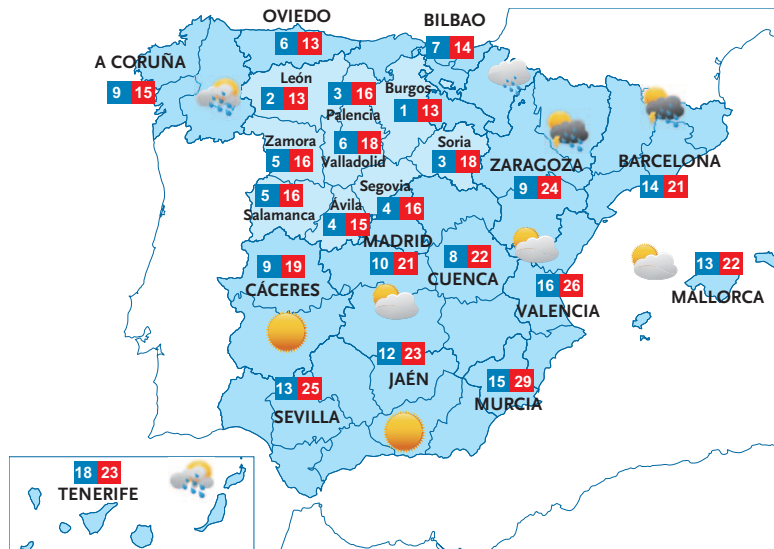 OVIEDO
6 13
BILBAO
7 14
A CORUÑA
9 15
León
2 13
3 16
Palencia
Burgos
1 13
Zamora
5 16
6 18
Valladolid
Soria
3 18
ZARAGOZA
9 24
BARCELONA
14 21
5 16
Salamanca
Ávila
4 15
Segovia
4 16
MADRID
10 21
8 22
CUENCA
9 19
CÁCERES
16 26
VALENCIA
13 22
MALLORCA
12 23
JAÉN
13 25
SEVILLA
15 29
MURCIA
18 23
TENERIFE